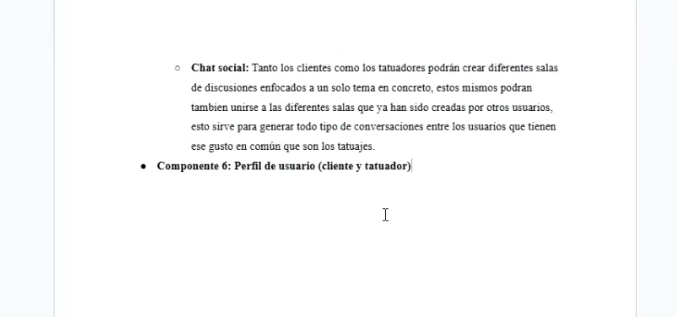 ○ Chat social: Tanto los clientes como los tatuadores podrán crear diferentes salas
de discusiones enfocados a un solo tema en concreto, estos mismos podran
tambien unirse a las diferentes salas que ya han sido creadas por otros usuarios,
esto sirve para generar todo tipo de conversaciones entre los usuarios que tienen
ese gusto en común que son los tatuajes.
● Componente 6: Perfil de usuario (cliente y tatuador)